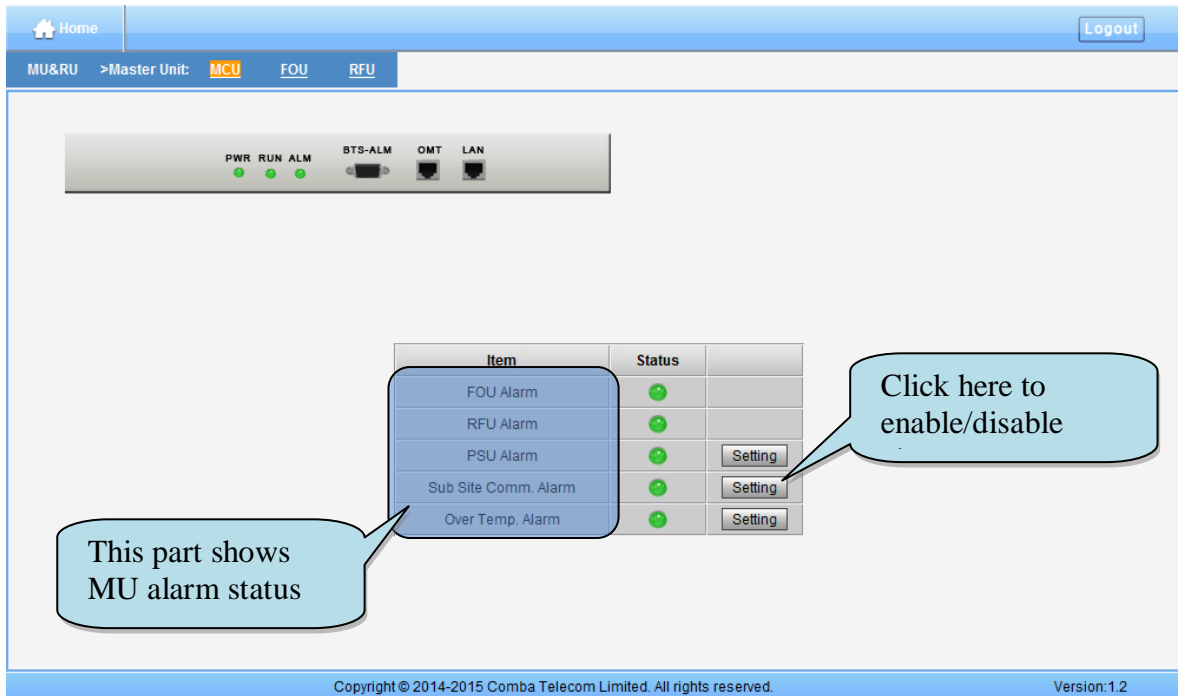 Home
Logout
MU&RU >Master Unit: MCU FOU RFU
PWR RUN ALM BTS-ALM OMT LAN
Item Status
FOU Alarm
RFU Alarm
PSU Alarm Setting
Sub Site Comm. Alarm Setting
Over Temp. Alarm Setting
Click here to
enable/disable
This part shows
MU alarm status
Copyright © 2014-2015 Comba Telecom Limited. All rights reserved. Version:1.2